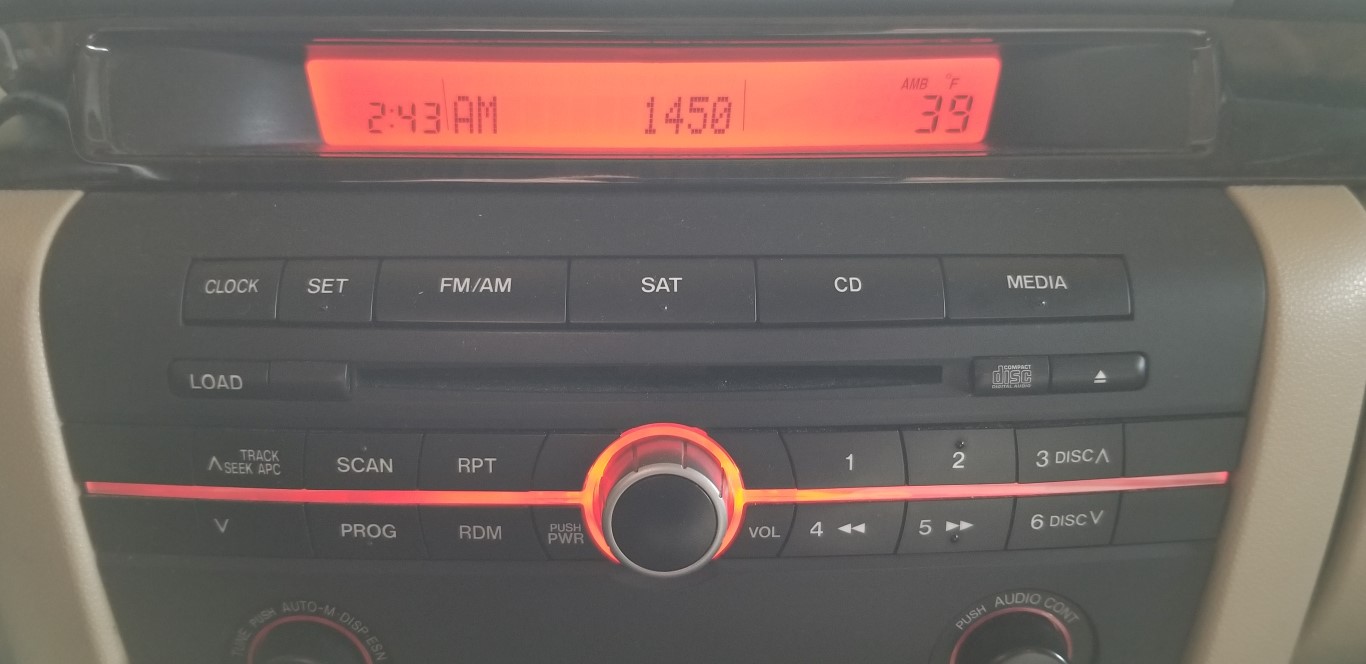 AMB °F
2:43 AM 1450 39
CLOCK SET FM/AM SAT CD MEDIA
LOAD COMPACT disc DIGITAL AUDIO
TRACK
SEEK APC SCAN RPT 1 2 3 DISC
PROG RDM PUSH PWR VOL 4 5 6 DISC
TUNE PUSH AUTO-M DISP ESN
PUSH AUDIO CONT